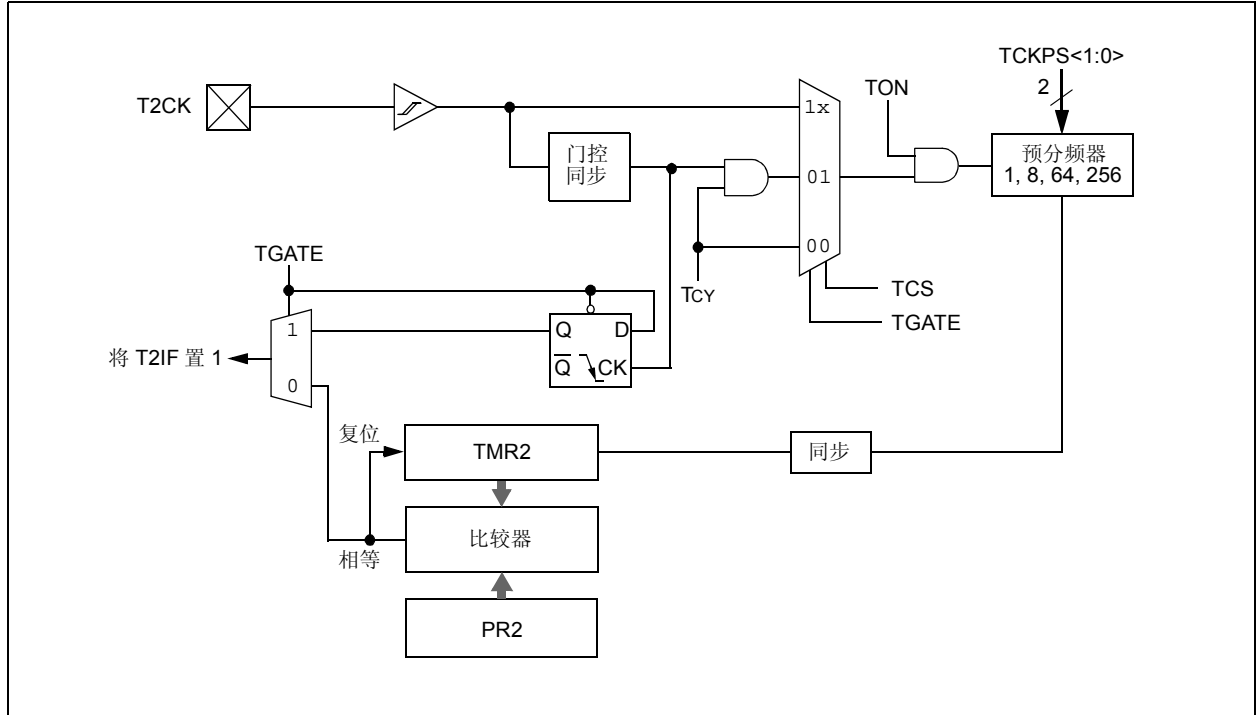 TCKPS<1:0>
2
T2CK
TON
1x
门控
同步
预分频器
1, 8, 64, 256
01
00
TGATE
TCY
TCS
TGATE
1
Q
D
将 T2IF 置 1
Q
CK
0
复位
TMR2
同步
比较器
相等
PR2